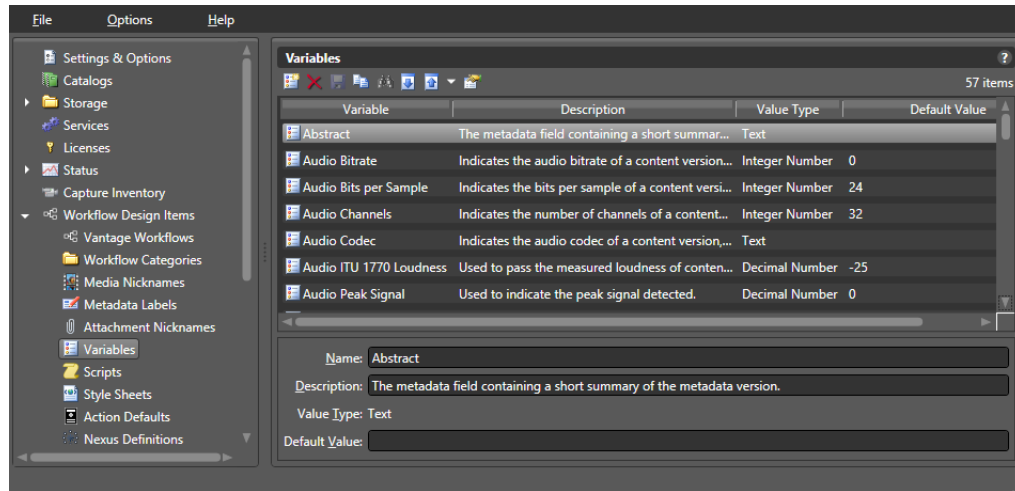 File Options Help
Settings & Options
Catalogs
Storage
Services
Licenses
Status
Capture Inventory
Workflow Design Items
Vantage Workflows
Workflow Categories
Media Nicknames
Metadata Labels
Attachment Nicknames
Variables
Scripts
Style Sheets
Action Defaults
Nexus Definitions
Variables ?
57 items
Variable Description Value Type Default Value
Abstract The metadata field containing a short summar... Text
Audio Bitrate Indicates the audio bitrate of a content version... Integer Number 0
Audio Bits per Sample Indicates the bits per sample of a content versi... Integer Number 24
Audio Channels Indicates the number of channels of a content... Integer Number 32
Audio Codec Indicates the audio codec of a content version,... Text
Audio ITU 1770 Loudness Used to pass the measured loudness of conten... Decimal Number -25
Audio Peak Signal Used to indicate the peak signal detected. Decimal Number 0
Name: Abstract
Description: The metadata field containing a short summary of the metadata version.
Value Type: Text
Default Value: